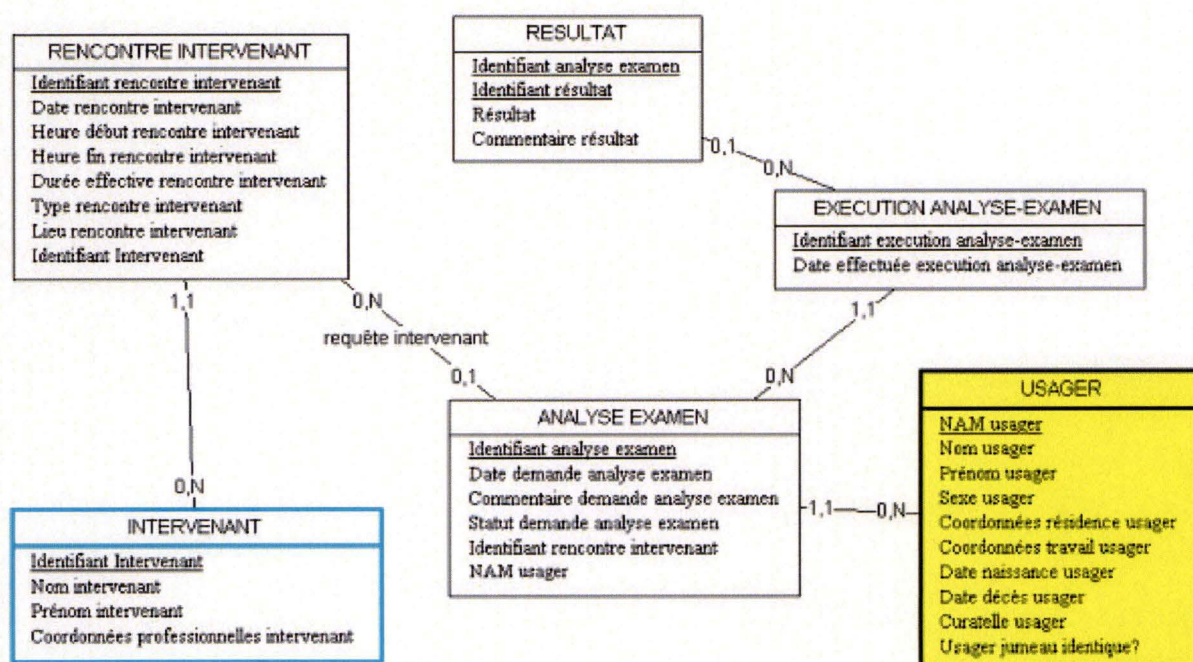 RENCONTRE INTERVENANT
Identifiant rencontre intervenant
Date rencontre intervenant
Heure début rencontre intervenant
Heure fin rencontre intervenant
Durée effective rencontre intervenant
Type rencontre intervenant
Lieu rencontre intervenant
Identifiant Intervenant
RESULTAT
Identifiant analyse examen
Identifiant résultat
Résultat
Commentaire résultat
0,1
0,N
EXECUTION ANALYSE-EXAMEN
Identifiant execution analyse-examen
Date effectuée execution analyse-examen
1,1
0,N
requête intervenant
0,1
1,1
0,N
0,N
INTERVENANT
Identifiant Intervenant
Nom intervenant
Prénom intervenant
Coordonnées professionnelles intervenant
ANALYSE EXAMEN
Identifiant analyse examen
Date demande analyse examen
Commentaire demande analyse examen
Statut demande analyse examen
Identifiant rencontre intervenant
NAM usager
1,1
0,N
USAGER
NAM usager
Nom usager
Prénom usager
Sexe usager
Coordonnées résidence usager
Coordonnées travail usager
Date naissance usager
Date décès usager
Curatelle usager
Usager jumeau identique?